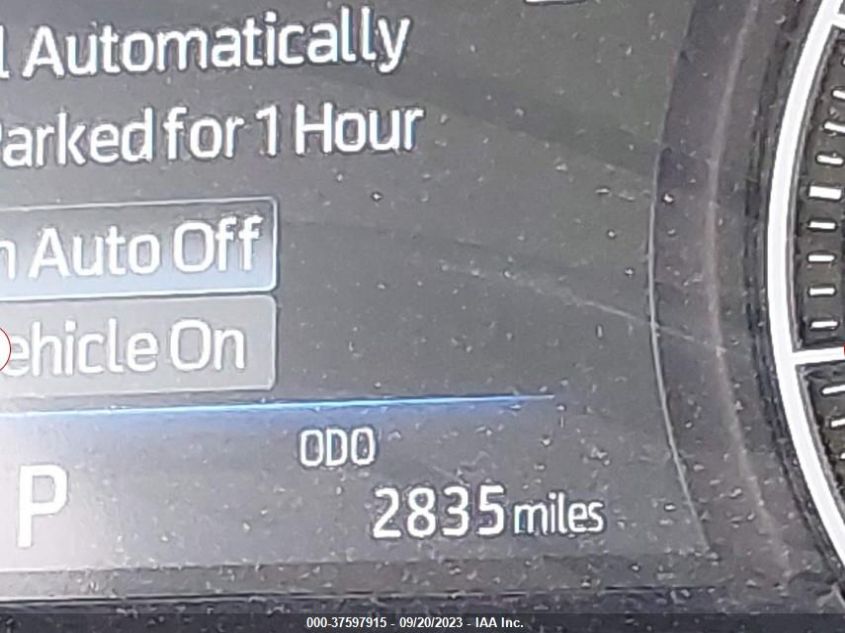 l Automatically
Parked for 1 Hour
n Auto Off
ehicle On
ODO
P
2835 miles
000-37597915 - 09/20/2023 - IAA Inc.